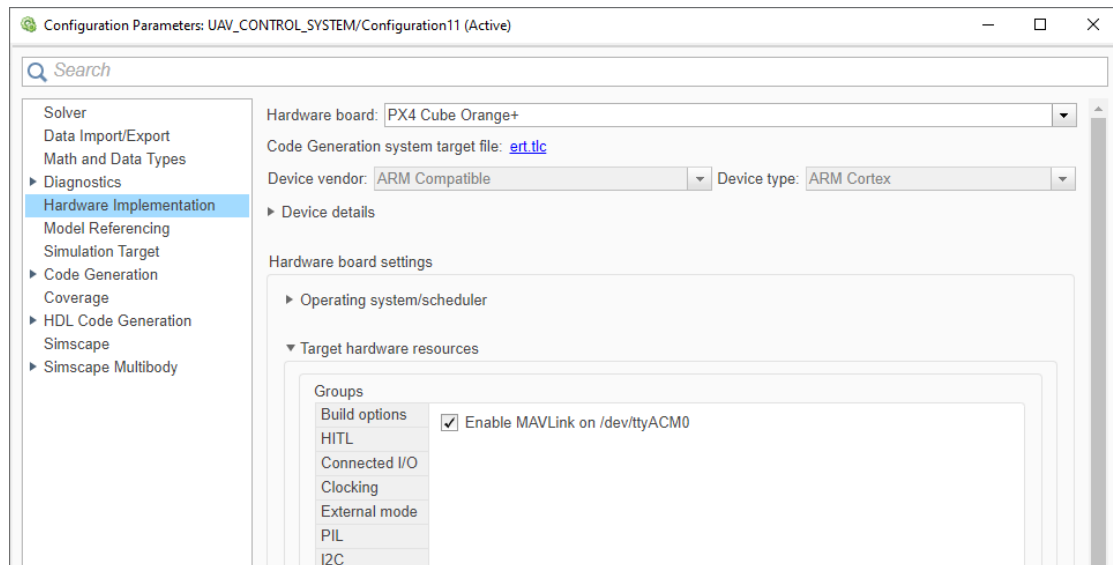 Configuration Parameters: UAV_CONTROL_SYSTEM/Configuration11 (Active)
Search
Solver
Data Import/Export
Math and Data Types
Diagnostics
Hardware Implementation
Model Referencing
Simulation Target
Code Generation
Coverage
HDL Code Generation
Simscape
Simscape Multibody
Hardware board: PX4 Cube Orange+
Code Generation system target file: ert.tlc
Device vendor: ARM Compatible Device type: ARM Cortex
Device details
Hardware board settings
Operating system/scheduler
Target hardware resources
Groups
Build options
Enable MAVLink on /dev/ttyACM0
HITL
Connected I/O
Clocking
External mode
PIL
I2C